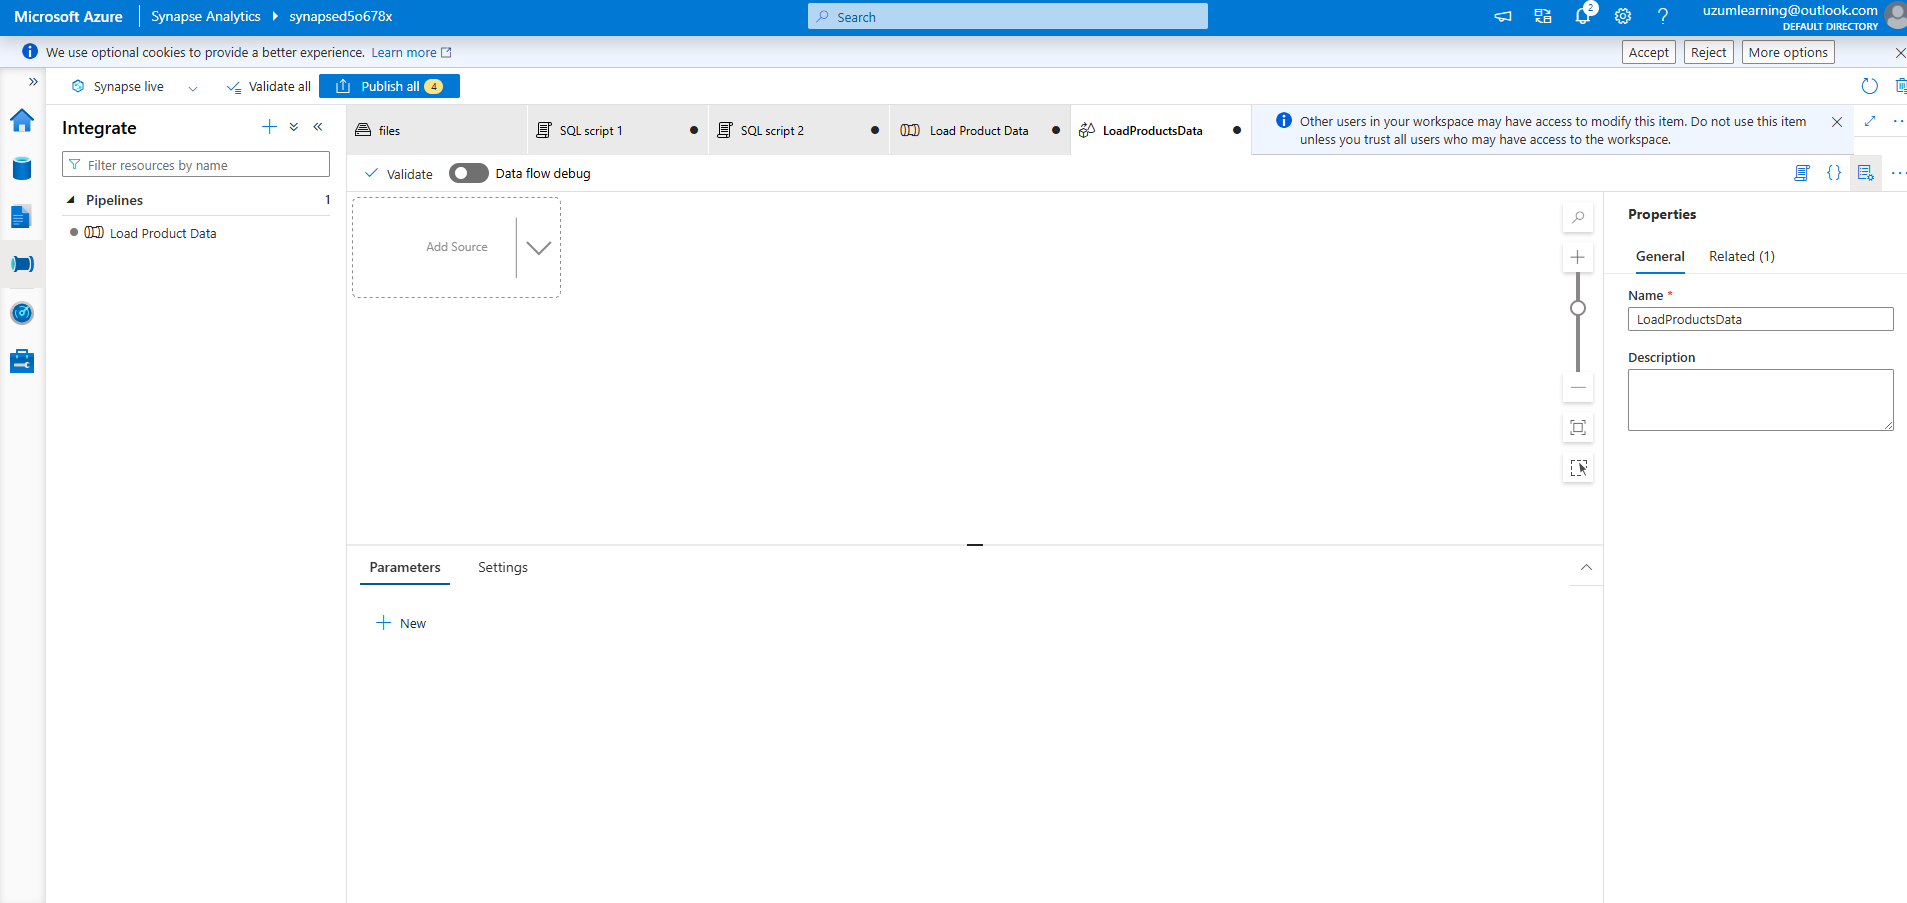 Microsoft Azure Synapse Analytics synapsed5o678x Search 2 ? uzumlearning@outlook.com
DEFAULT DIRECTORY
We use optional cookies to provide a better experience. Learn more Accept Reject More options
Synapse live Validate all Publish all 4
Integrate
files SQL script 1 SQL script 2 Load Product Data LoadProductsData
Other users in your workspace may have access to modify this item. Do not use this item
unless you trust all users who may have access to the workspace.
Filter resources by name
Validate Data flow debug {}
Pipelines 1
Load Product Data
Add Source
Properties
General Related (1)
Name *
LoadProductsData
Description
Parameters Settings
New